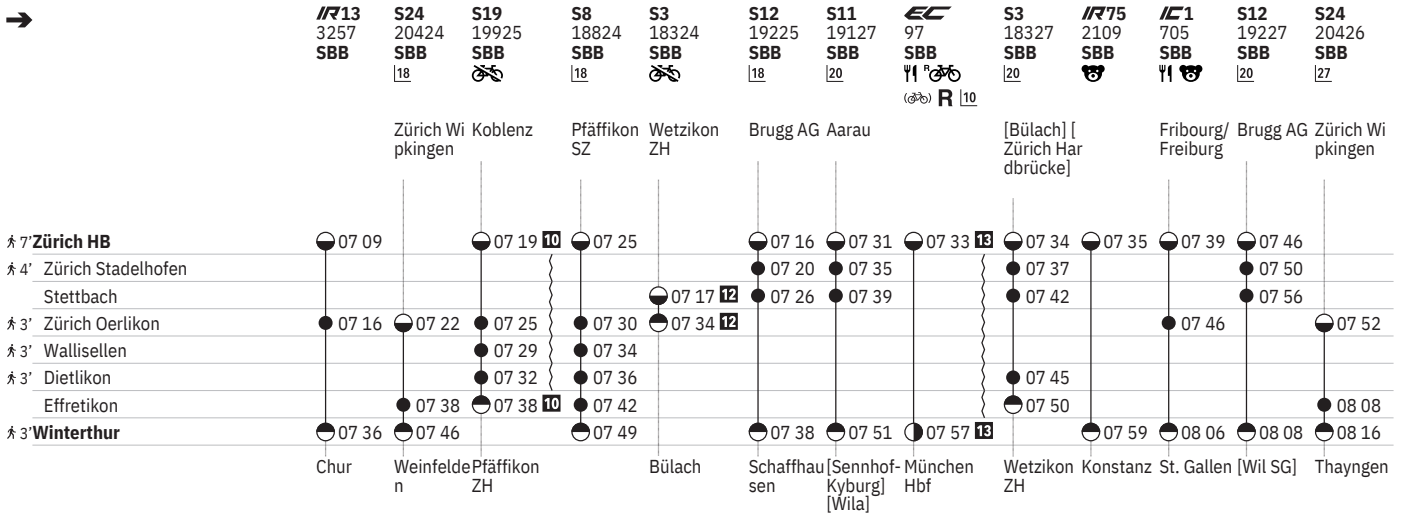 IR13 S24 S19 S8 S3 S12 S11 EC S3 IR75 IC1 S12 S24
3257 20424 19925 18824 18324 19225 19127 97 18327 2109 705 19227 20426
SBB SBB SBB SBB SBB SBB SBB SBB SBB SBB SBB SBB SBB
18 18 18 20 R 20 20 27
R 10
Zürich Wi Koblenz Pfäffikon Wetzikon Brugg AG Aarau [Bülach] [ Fribourg/ Brugg AG Zürich Wi
pkingen SZ ZH Zürich Har Freiburg pkingen
dbrücke]
7’ Zürich HB 07 09 07 19 10 07 25 07 16 07 31 07 33 13 07 34 07 35 07 39 07 46
4’ Zürich Stadelhofen 07 20 07 35 07 37 07 50
Stettbach 07 17 12 07 26 07 39 07 42 07 56
3’ Zürich Oerlikon 07 16 07 22 07 25 07 30 07 34 12 07 46 07 52
3’ Wallisellen 07 29 07 34
3’ Dietlikon 07 32 07 36 07 45
Effretikon 07 38 07 38 10 07 42 07 50 08 08
3’ Winterthur 07 36 07 46 07 49 07 38 07 51 07 57 13 07 59 08 06 08 08 08 16
Chur Weinfelde Pfäffikon Bülach Schaffhau [Sennhof- München Wetzikon Konstanz St. Gallen [Wil SG] Thayngen
n ZH sen Kyburg] Hbf ZH
[Wila]